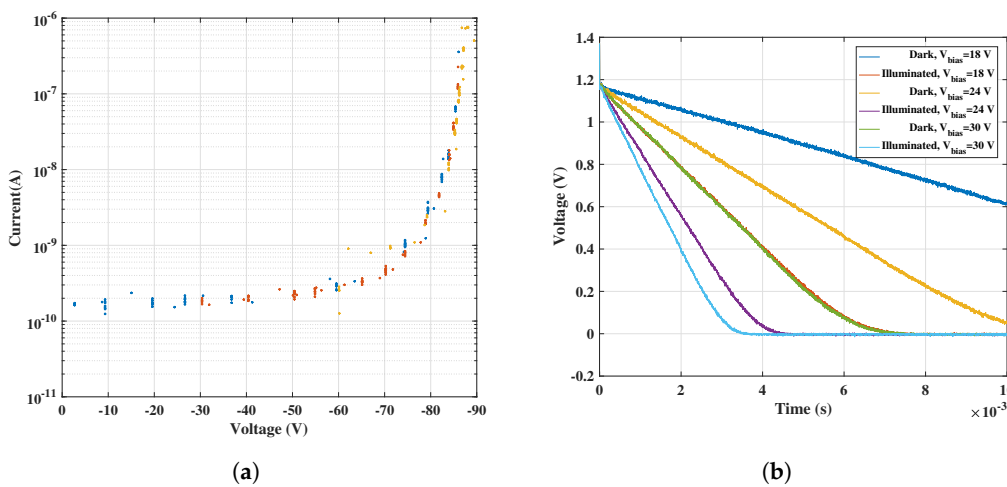 10^-6
10^-7
10^-8
10^-9
10^-10
10^-11
Current(A)
0 -10 -20 -30 -40 -50 -60 -70 -80 -90
Voltage (V)
(a)
1.4
1.2
1
0.8
0.6
0.4
0.2
0
-0.2
Voltage (V)
Dark, V_bias=18 V
Illuminated, V_bias=18 V
Dark, V_bias=24 V
Illuminated, V_bias=24 V
Dark, V_bias=30 V
Illuminated, V_bias=30 V
0 2 4 6 8 1
Time (s)
×10^-3
(b)